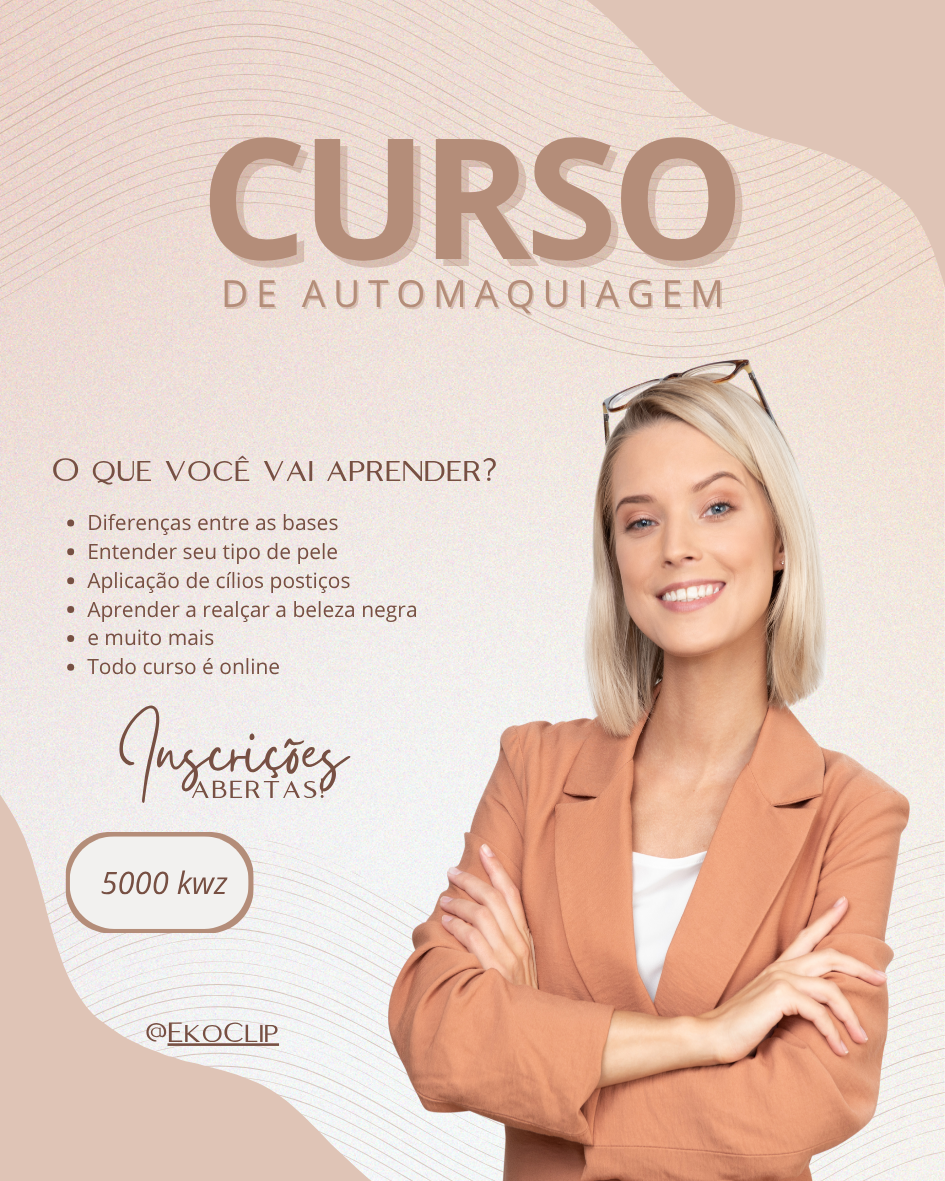 CURSO
DE AUTOMAQUIAGEM
O QUE VOCÊ VAI APRENDER?
• Diferenças entre as bases
• Entender seu tipo de pele
• Aplicação de cílios postiços
• Aprender a realçar a beleza negra
• e muito mais
• Todo curso é online
Inscrições
ABERTAS!
5000 kwz
@EkoClip